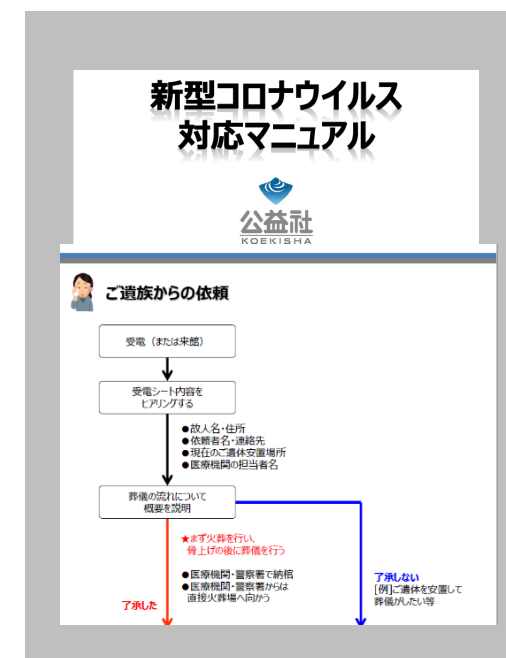 新型コロナウイルス
対応マニュアル
公益社
KOEKISHA
ご遺族からの依頼
受電（または来館）
受電シート内容を
ヒアリングする
●故人名・住所
●依頼者名・連絡先
●現在のご遺体安置場所
●医療機関の担当者名
葬儀の流れについて
概要を説明
★まず火葬を行い、
骨上げの後に葬儀を行う
●医療機関・警察署で納棺
●医療機関・警察署からは
直接火葬場へ向かう
了承した
了承しない
[例]ご遺体を安置して
葬儀がしたい等